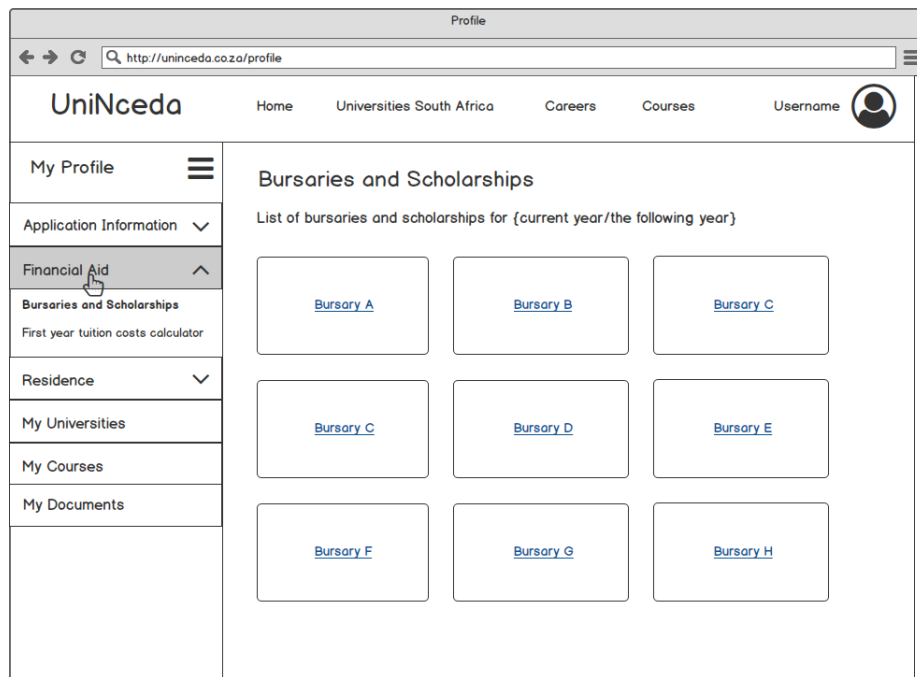 Profile
http://uninceda.co.za/profile
UniNceda
Home Universities South Africa Careers Courses Username
My Profile
Application Information
Financial Aid
Bursaries and Scholarships
First year tuition costs calculator
Residence
My Universities
My Courses
My Documents
Bursaries and Scholarships
List of bursaries and scholarships for {current year/the following year}
Bursary A Bursary B Bursary C
Bursary C Bursary D Bursary E
Bursary F Bursary G Bursary H